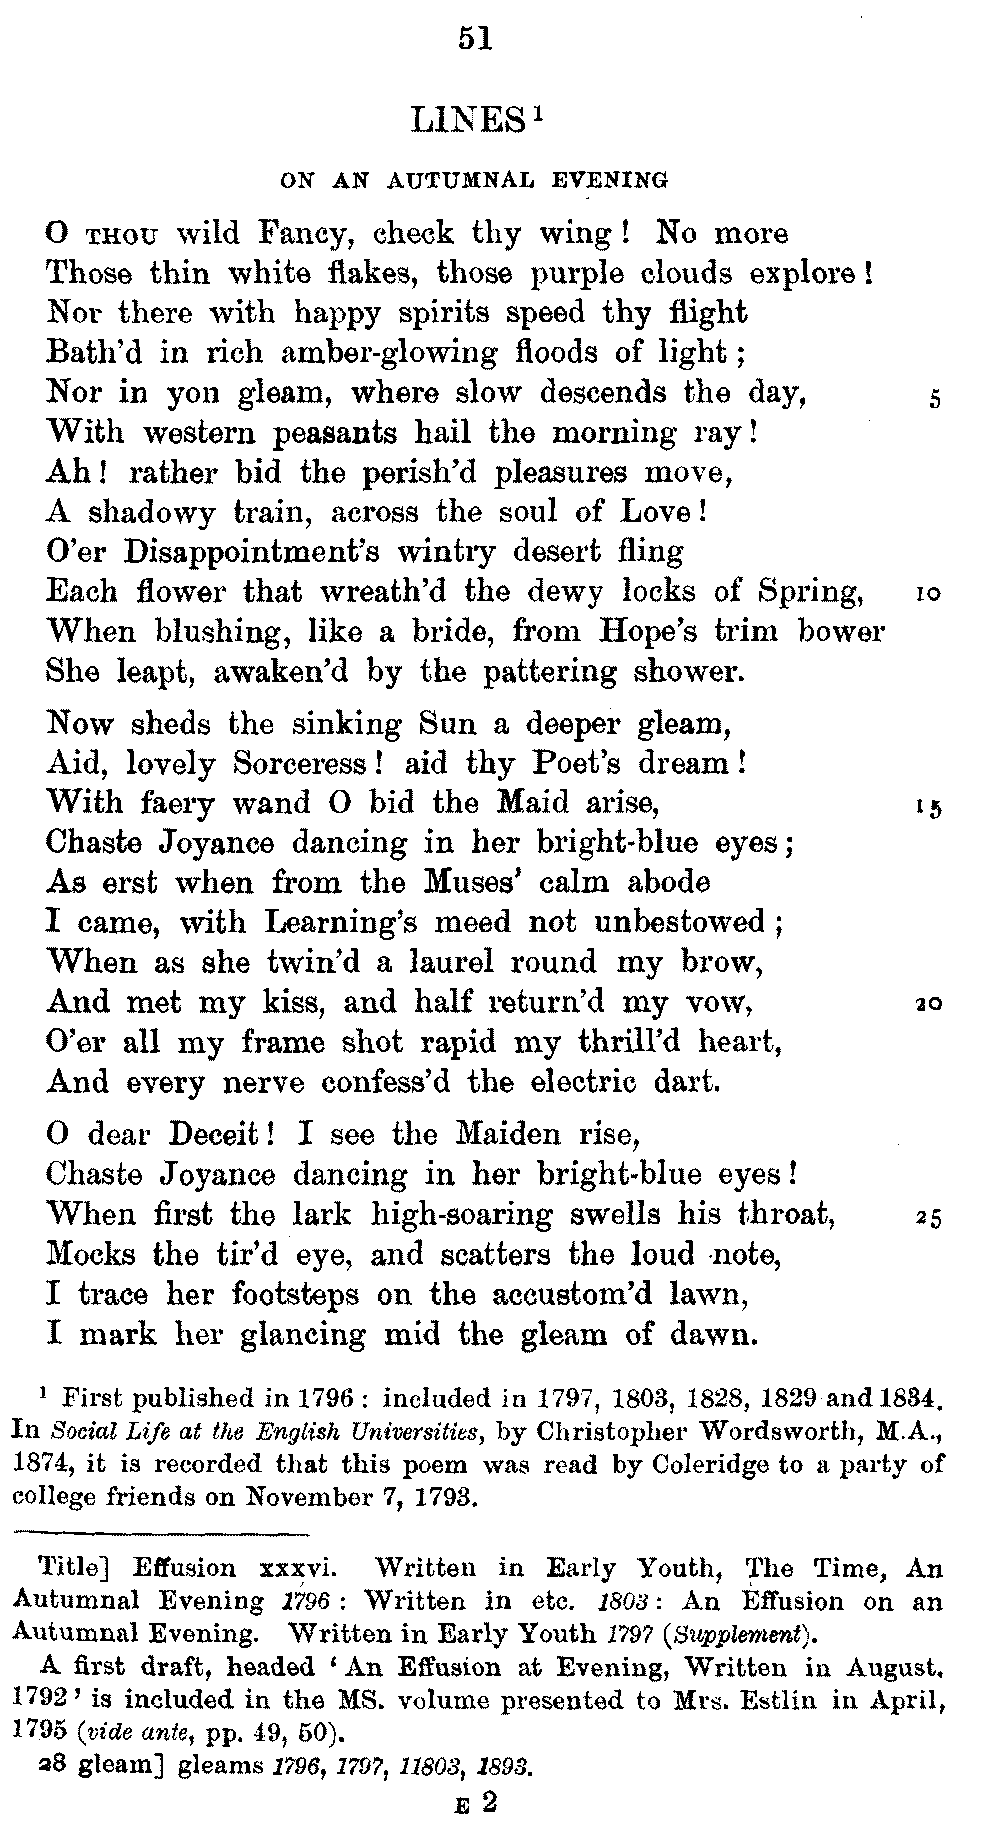 51
LINES¹
ON AN AUTUMNAL EVENING
O THOU wild Fancy, check thy wing! No more
Those thin white flakes, those purple clouds explore!
Nor there with happy spirits speed thy flight
Bath'd in rich amber-glowing floods of light;
Nor in yon gleam, where slow descends the day, 5
With western peasants hail the morning ray!
Ah! rather bid the perish'd pleasures move,
A shadowy train, across the soul of Love!
O'er Disappointment's wintry desert fling
Each flower that wreath'd the dewy locks of Spring, 10
When blushing, like a bride, from Hope's trim bower
She leapt, awaken'd by the pattering shower.
Now sheds the sinking Sun a deeper gleam,
Aid, lovely Sorceress! aid thy Poet's dream!
With faery wand O bid the Maid arise, 15
Chaste Joyance dancing in her bright-blue eyes;
As erst when from the Muses' calm abode
I came, with Learning's meed not unbestowed;
When as she twin'd a laurel round my brow,
And met my kiss, and half return'd my vow, 20
O'er all my frame shot rapid my thrill'd heart,
And every nerve confess'd the electric dart.
O dear Deceit! I see the Maiden rise,
Chaste Joyance dancing in her bright-blue eyes!
When first the lark high-soaring swells his throat, 25
Mocks the tir'd eye, and scatters the loud note,
I trace her footsteps on the accustom'd lawn,
I mark her glancing mid the gleam of dawn.
¹ First published in 1796: included in 1797, 1803, 1828, 1829 and 1834.
In Social Life at the English Universities, by Christopher Wordsworth, M.A.,
1874, it is recorded that this poem was read by Coleridge to a party of
college friends on November 7, 1793.
Title] Effusion xxxvi. Written in Early Youth, The Time, An
Autumnal Evening 1796: Written in etc. 1803: An Effusion on an
Autumnal Evening. Written in Early Youth 1797 (Supplement).
A first draft, headed 'An Effusion at Evening, Written in August,
1792' is included in the MS. volume presented to Mrs. Estlin in April,
1795 (vide ante, pp. 49, 50).
28 gleam] gleams 1796, 1797, 11803, 1893.
E 2